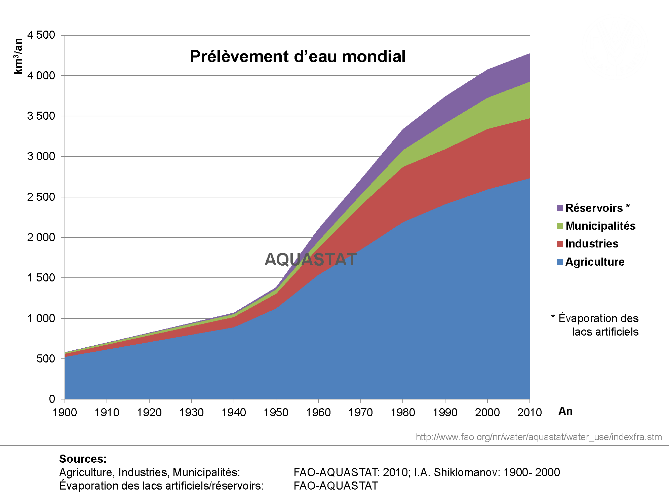 km³/an
Prélèvement d'eau mondial
4 500
4 000
3 500
3 000
2 500
2 000
1 500
1 000
500
0
AQUASTAT
Réservoirs *
Municipalités
Industries
Agriculture
* Évaporation des
lacs artificiels
1900 1910 1920 1930 1940 1950 1960 1970 1980 1990 2000 2010 An
http://www.fao.org/nr/water/aquastat/water_use/indexfra.stm
Sources:
Agriculture, Industries, Municipalités: FAO-AQUASTAT: 2010; I.A. Shiklomanov: 1900- 2000
Évaporation des lacs artificiels/réservoirs: FAO-AQUASTAT